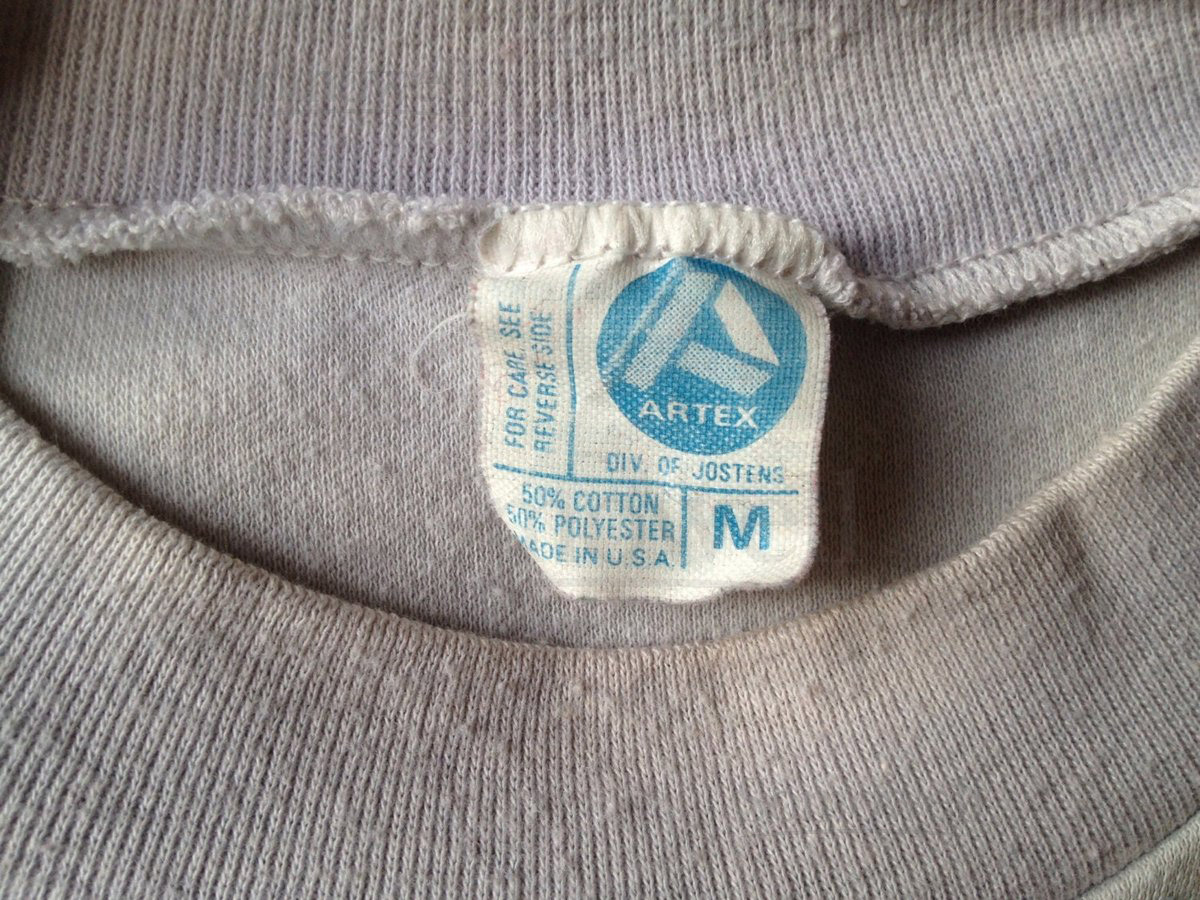 FOR CARE SEE
REVERSE SIDE
ARTEX
DIV. OF JOSTENS
50% COTTON
50% POLYESTER
MADE IN U.S.A
M